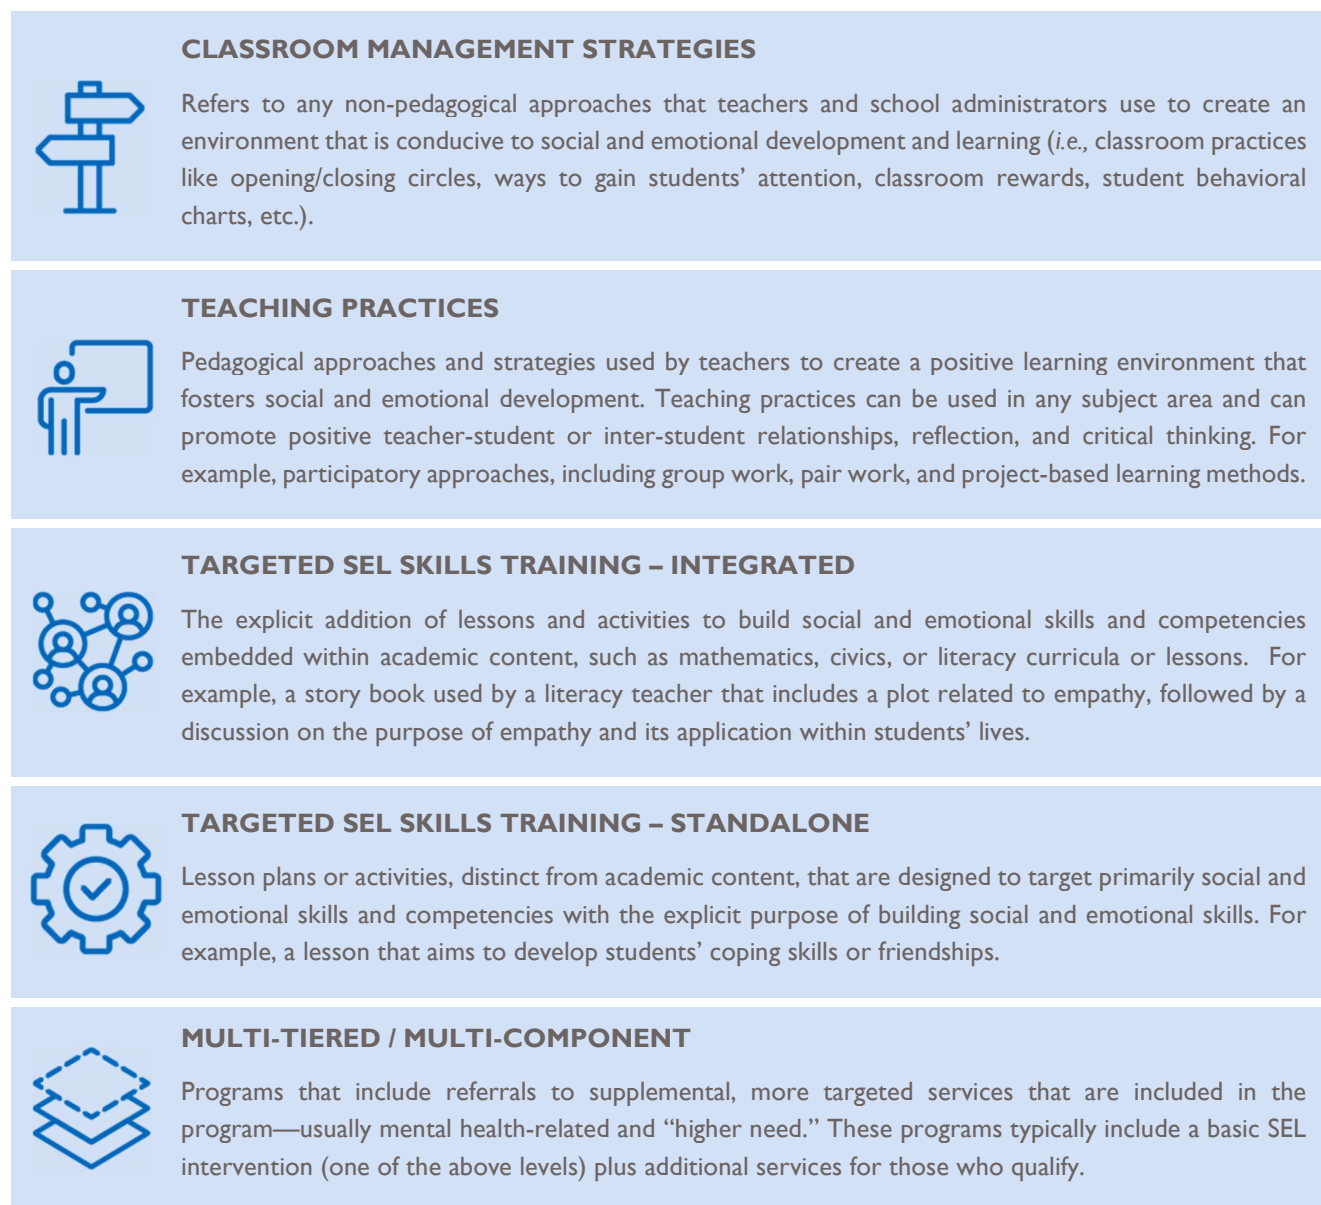 CLASSROOM MANAGEMENT STRATEGIES
Refers to any non-pedagogical approaches that teachers and school administrators use to create an
environment that is conducive to social and emotional development and learning (i.e., classroom practices
like opening/closing circles, ways to gain students’ attention, classroom rewards, student behavioral
charts, etc.).
TEACHING PRACTICES
Pedagogical approaches and strategies used by teachers to create a positive learning environment that
fosters social and emotional development. Teaching practices can be used in any subject area and can
promote positive teacher-student or inter-student relationships, reflection, and critical thinking. For
example, participatory approaches, including group work, pair work, and project-based learning methods.
TARGETED SEL SKILLS TRAINING – INTEGRATED
The explicit addition of lessons and activities to build social and emotional skills and competencies
embedded within academic content, such as mathematics, civics, or literacy curricula or lessons. For
example, a story book used by a literacy teacher that includes a plot related to empathy, followed by a
discussion on the purpose of empathy and its application within students’ lives.
TARGETED SEL SKILLS TRAINING – STANDALONE
Lesson plans or activities, distinct from academic content, that are designed to target primarily social and
emotional skills and competencies with the explicit purpose of building social and emotional skills. For
example, a lesson that aims to develop students’ coping skills or friendships.
MULTI-TIERED / MULTI-COMPONENT
Programs that include referrals to supplemental, more targeted services that are included in the
program—usually mental health-related and “higher need.” These programs typically include a basic SEL
intervention (one of the above levels) plus additional services for those who qualify.